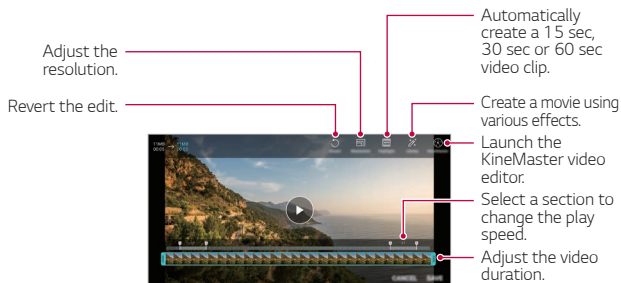 Adjust the
resolution.
Revert the edit.
Automatically
create a 15 sec,
30 sec or 60 sec
video clip.
Create a movie using
various effects.
Launch the
KineMaster video
editor.
Select a section to
change the play
speed.
Adjust the video
duration.
CANCEL SAVE